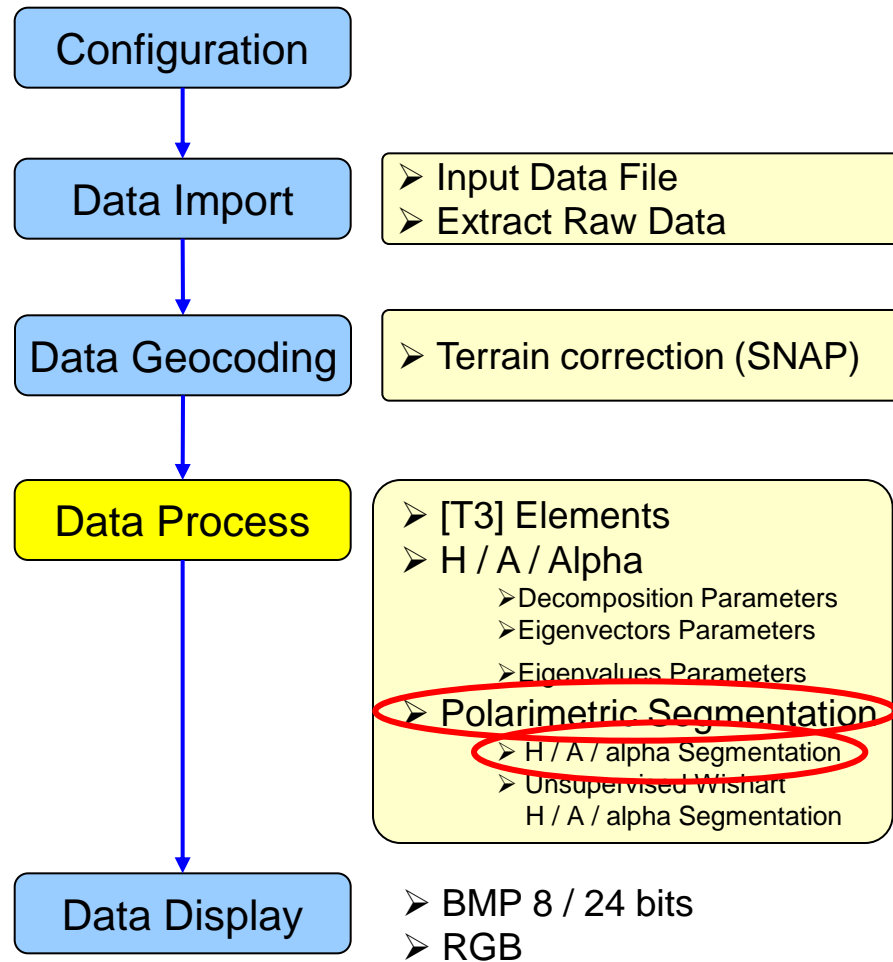 Configuration
Data Import
➢ Input Data File
➢ Extract Raw Data
Data Geocoding
➢ Terrain correction (SNAP)
Data Process
➢ [T3] Elements
➢ H / A / Alpha
➢Decomposition Parameters
➢Eigenvectors Parameters
➢Eigenvalues Parameters
➢ Polarimetric Segmentation
➢ H / A / alpha Segmentation
➢ Unsupervised Wishart
H / A / alpha Segmentation
Data Display
➢ BMP 8 / 24 bits
➢ RGB